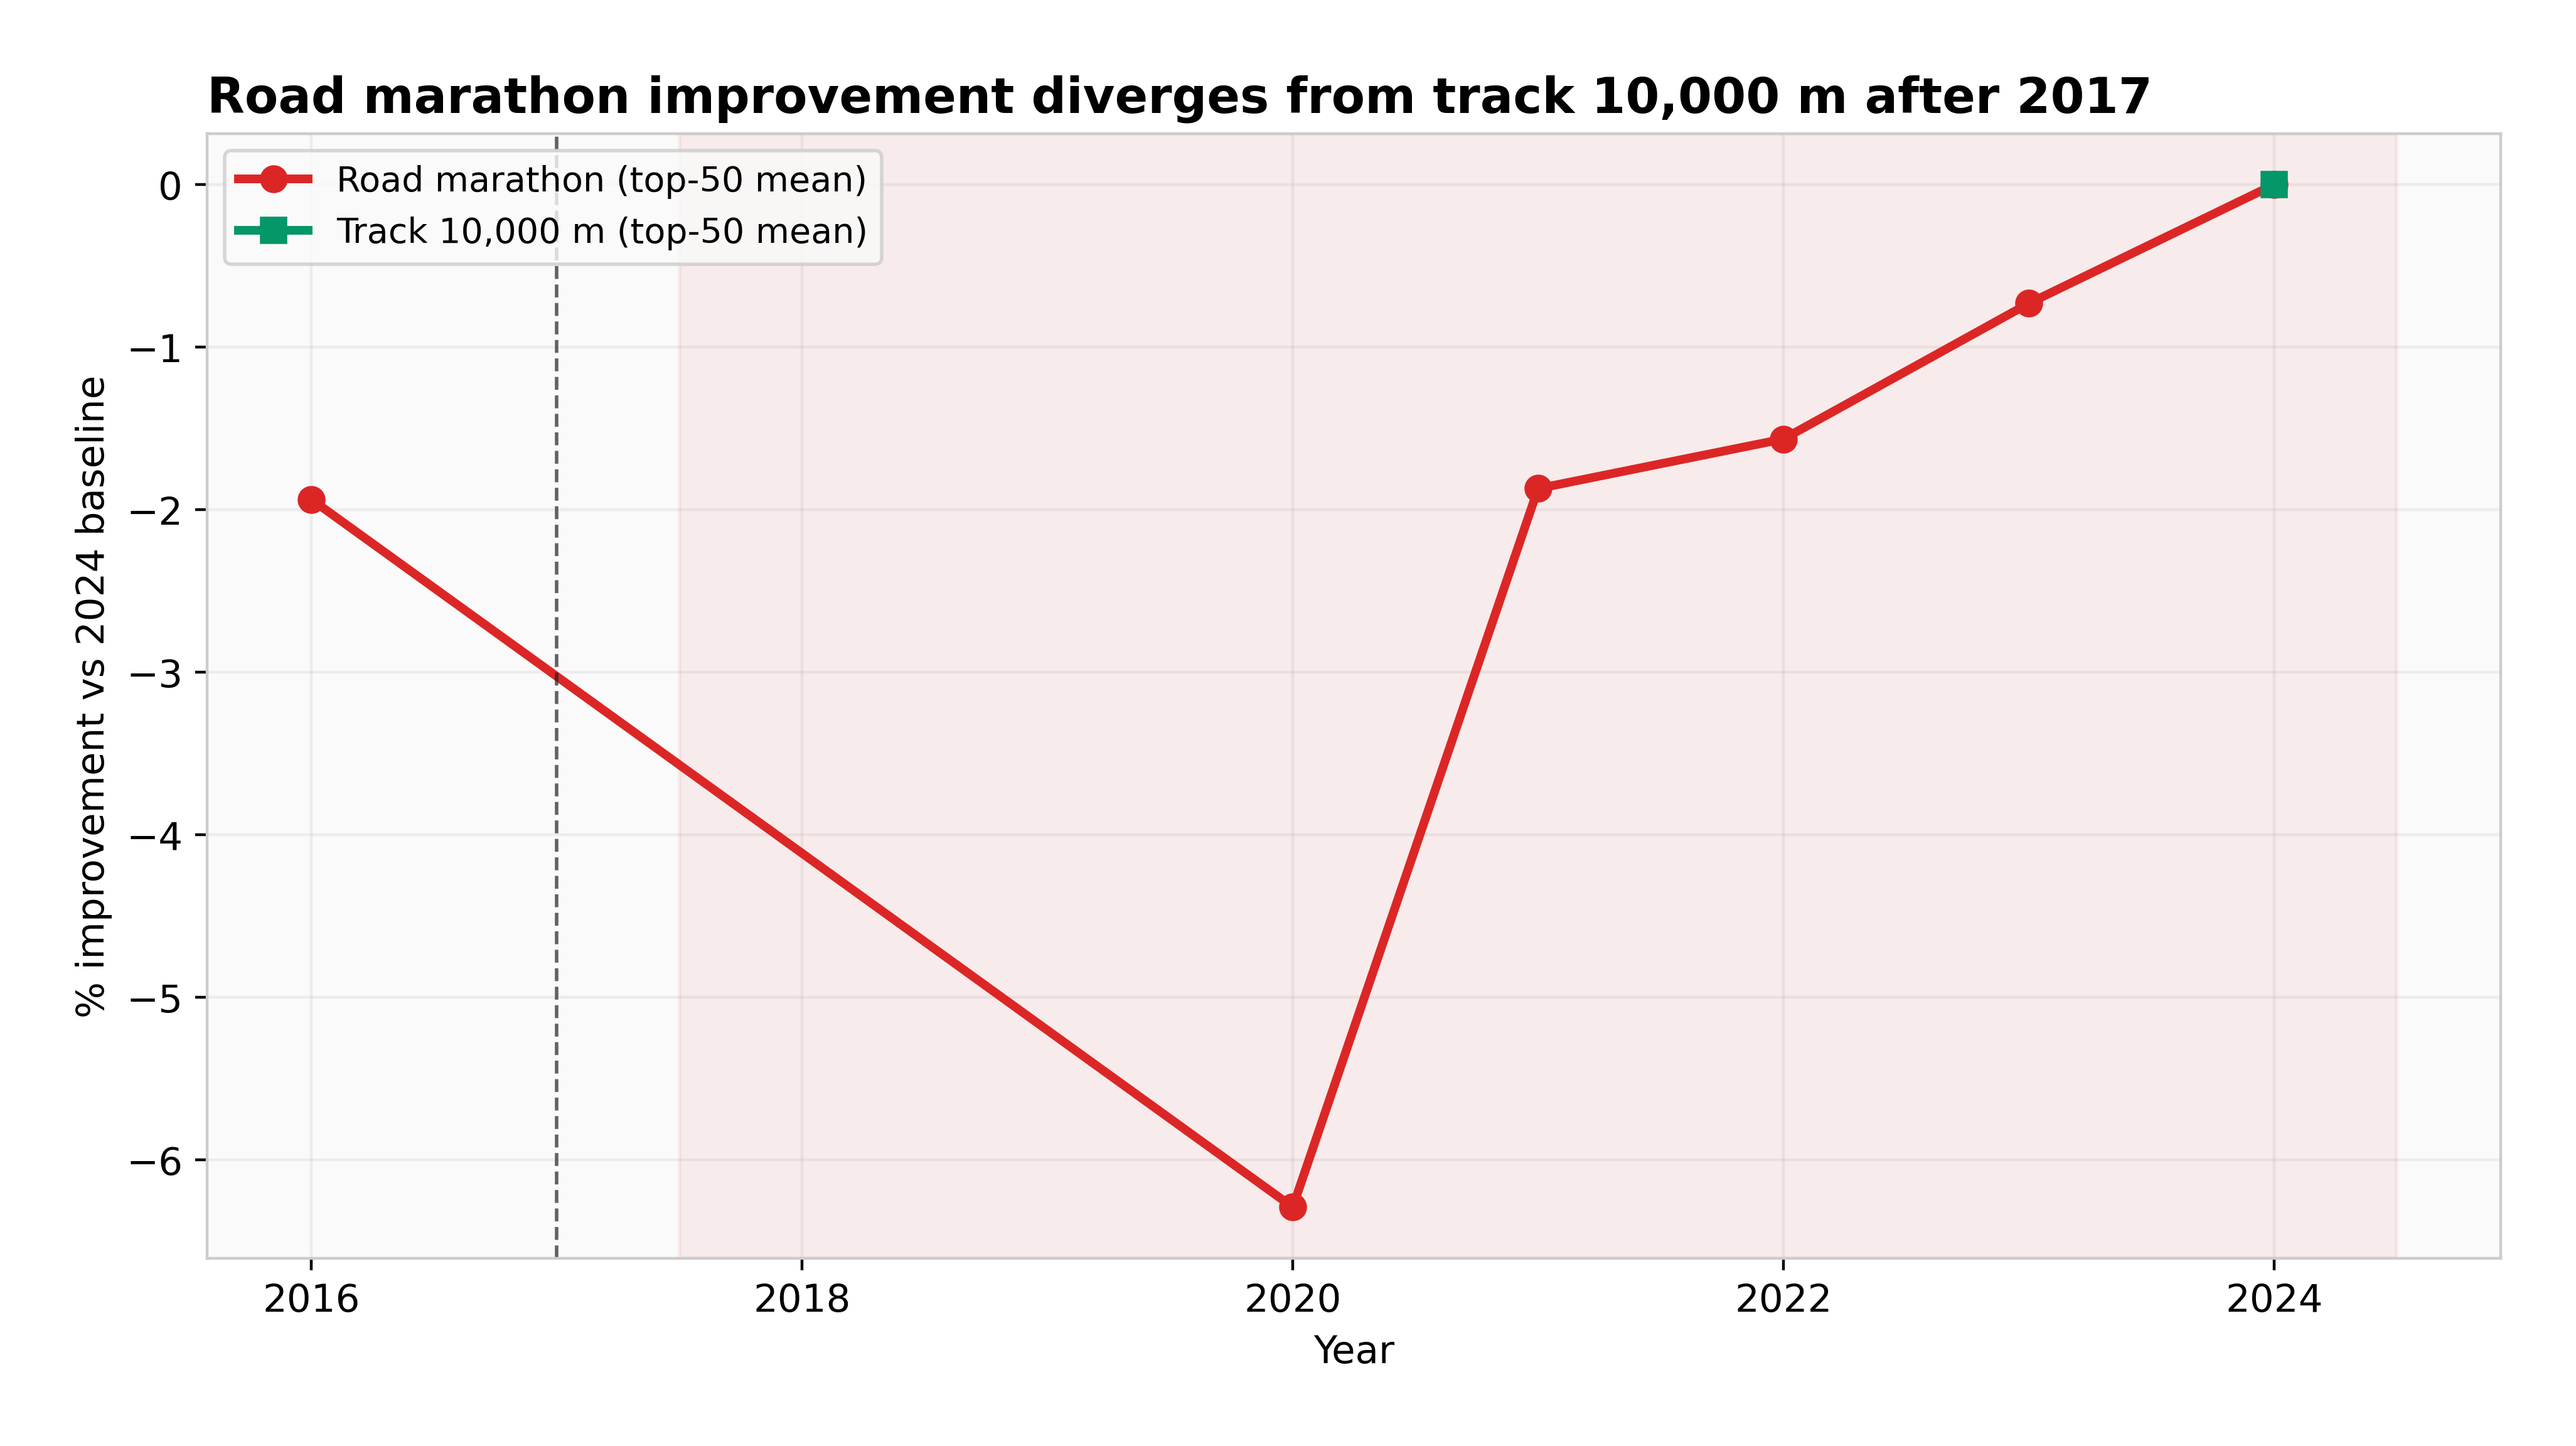 Road marathon improvement diverges from track 10,000 m after 2017
Road marathon (top-50 mean)
Track 10,000 m (top-50 mean)
% improvement vs 2024 baseline
0
−1
−2
−3
−4
−5
−6
2016
2018
2020
2022
2024
Year